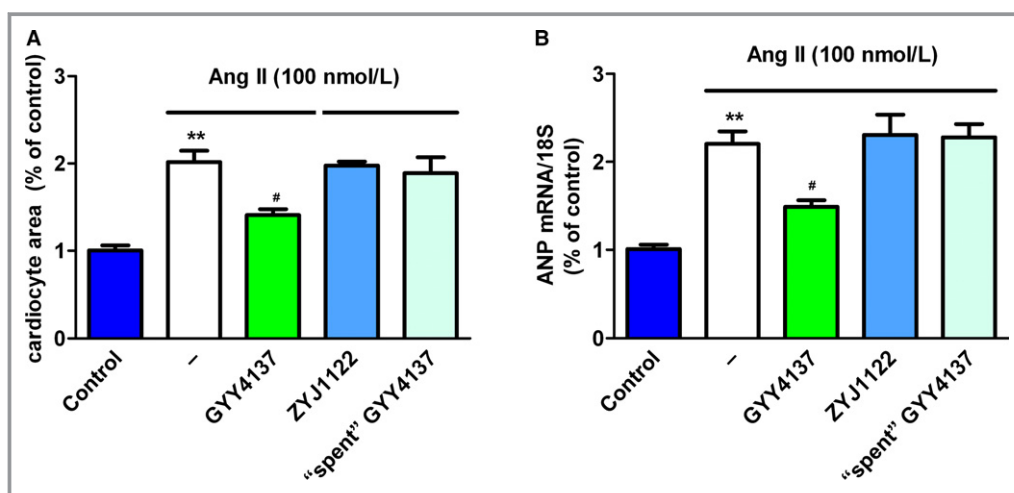 A
Ang II (100 nmol/L)
cardiocyte area (% of control)
3
2
1
0
**
#
Control
–
GYY4137
ZYJ1122
“spent” GYY4137
B
Ang II (100 nmol/L)
ANP mRNA/18S
(% of control)
3
2
1
0
**
#
Control
–
GYY4137
ZYJ1122
“spent” GYY4137